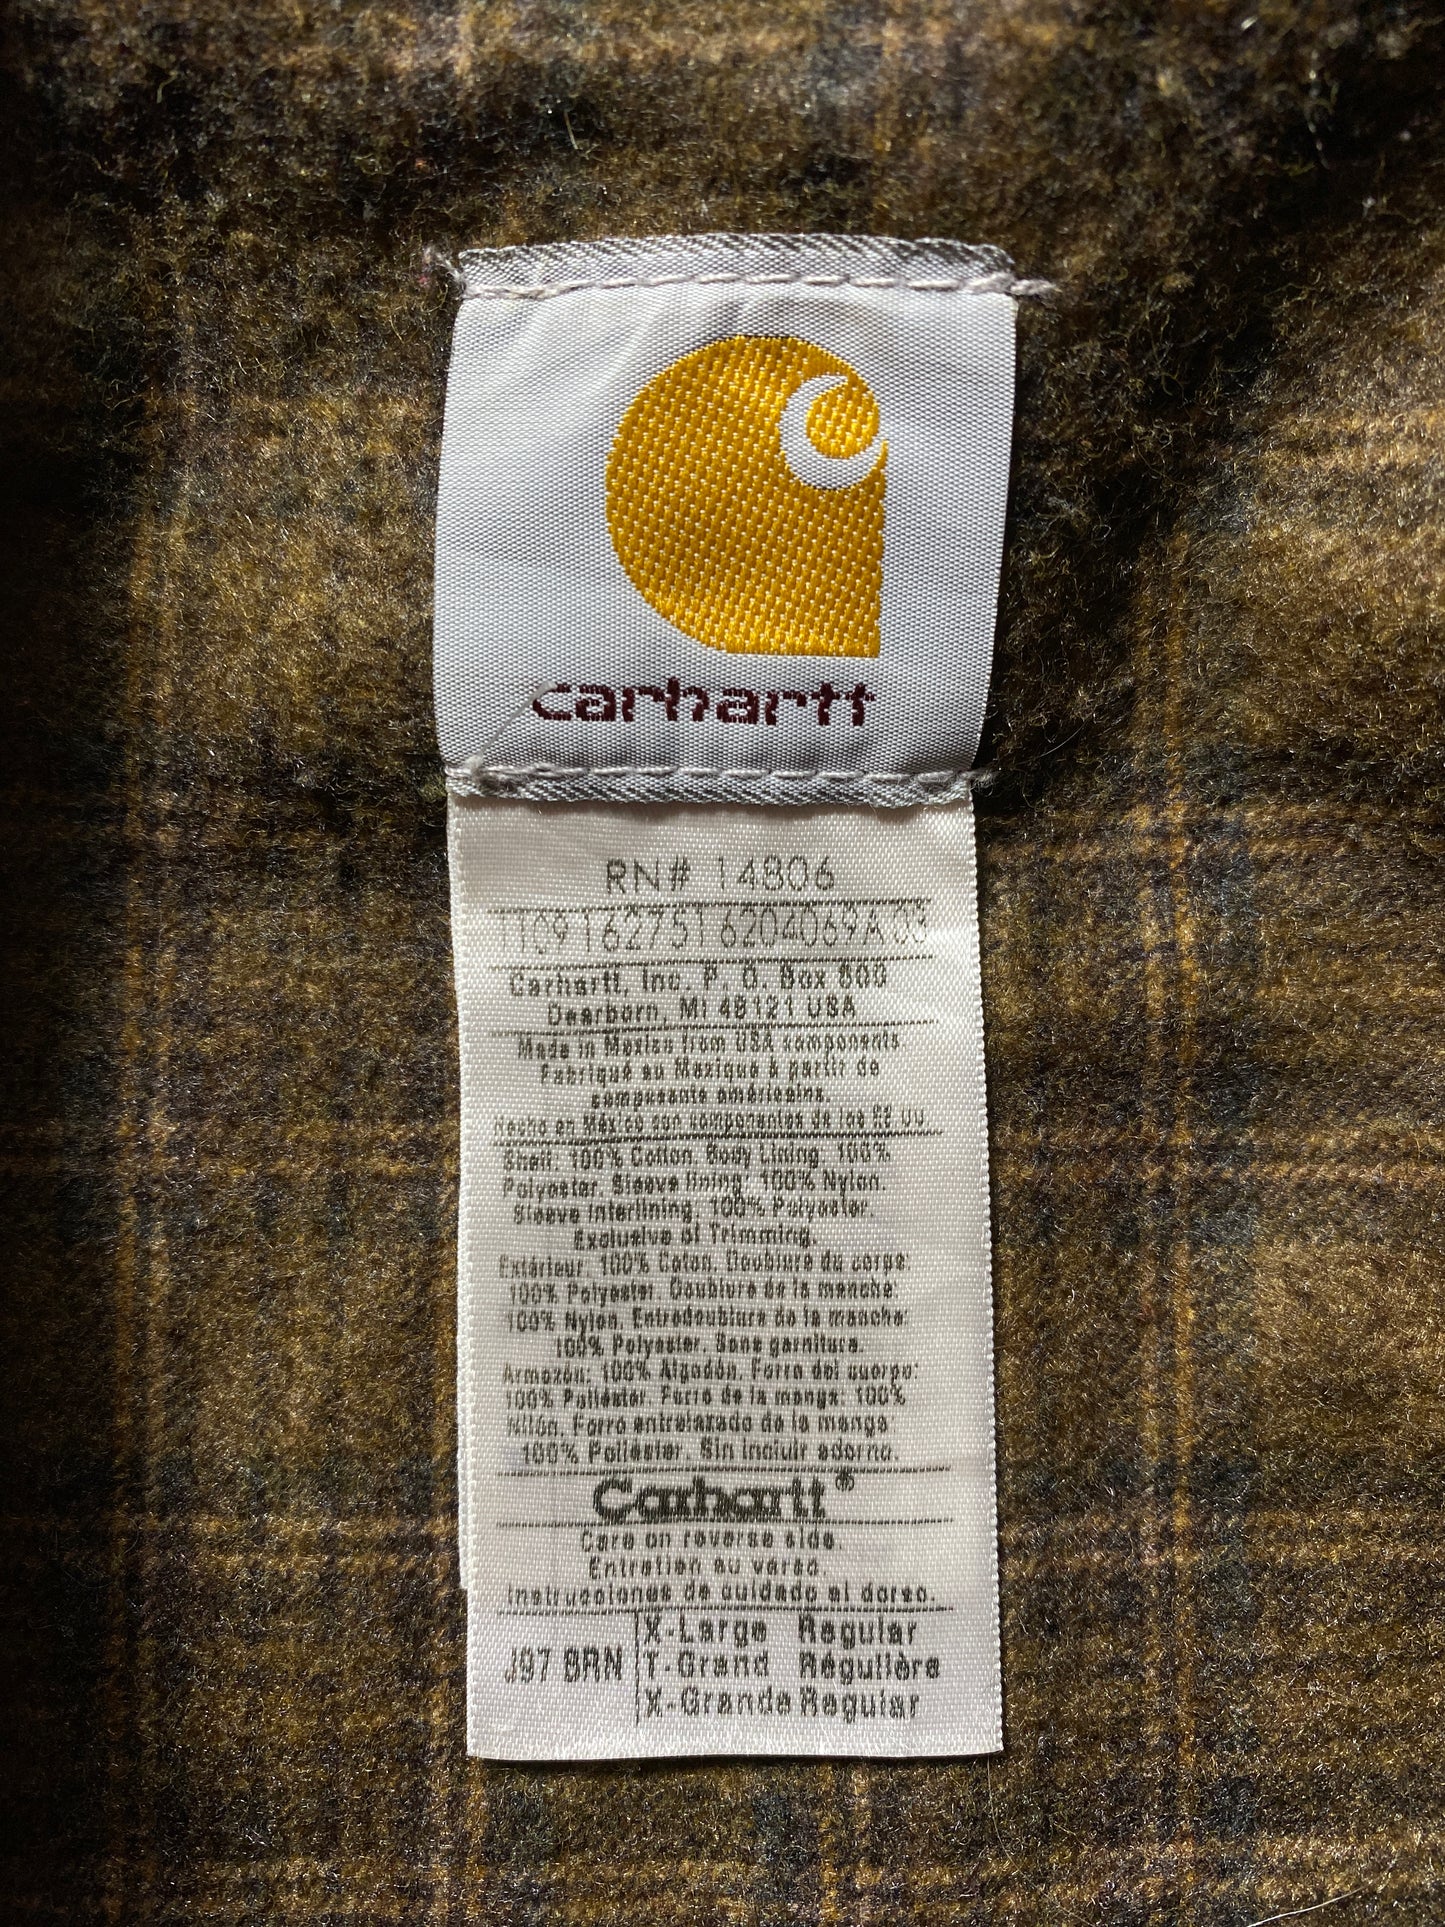 carhartt
RN# 14806
1091627516204069A 03
Carhartt, Inc. P. O. Box 600
Dearborn, MI 48121 USA
Made in Mexico from USA components
Fabriqué au Mexique à partir de
composants américains.
Hecho en México con componentes de los EE UU
Shell: 100% Cotton. Body Lining: 100%
Polyester. Sleeve lining: 100% Nylon.
Sleeve Interlining: 100% Polyester.
Exclusive of Trimming.
Extérieur: 100% Coton. Doublure du corps:
100% Polyester. Doublure de la manche:
100% Nylon. Entredoublure de la manche:
100% Polyester. Sans garniture.
Armazón: 100% Algodón. Forro del cuerpo:
100% Poliéster. Forro de la manga: 100%
Nilón. Forro entrelazado de la manga
100% Poliéster. Sin incluir adorno.
Carhartt®
Care on reverse side.
Entretien au verso.
Instrucciones de cuidado al dorso.
J97 BRN
X-Large Regular
T-Grand Régulière
X-Grande Regular